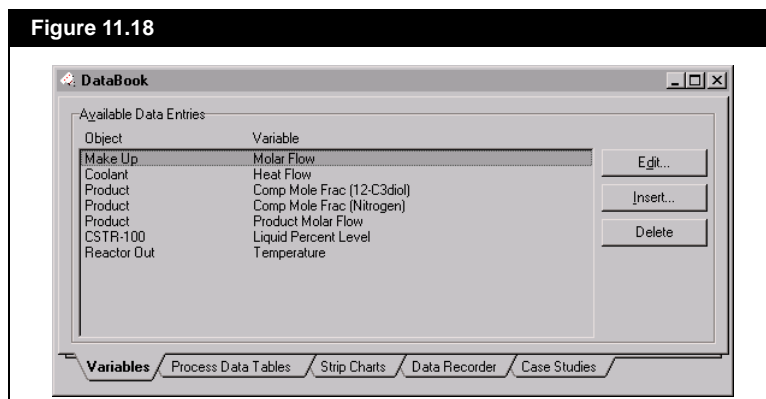 Figure 11.18
DataBook
Available Data Entries
Object Variable
Make Up Molar Flow
Coolant Heat Flow
Product Comp Mole Frac (12-C3diol)
Product Comp Mole Frac (Nitrogen)
Product Product Molar Flow
CSTR-100 Liquid Percent Level
Reactor Out Temperature
Edit...
Insert...
Delete
Variables Process Data Tables Strip Charts Data Recorder Case Studies